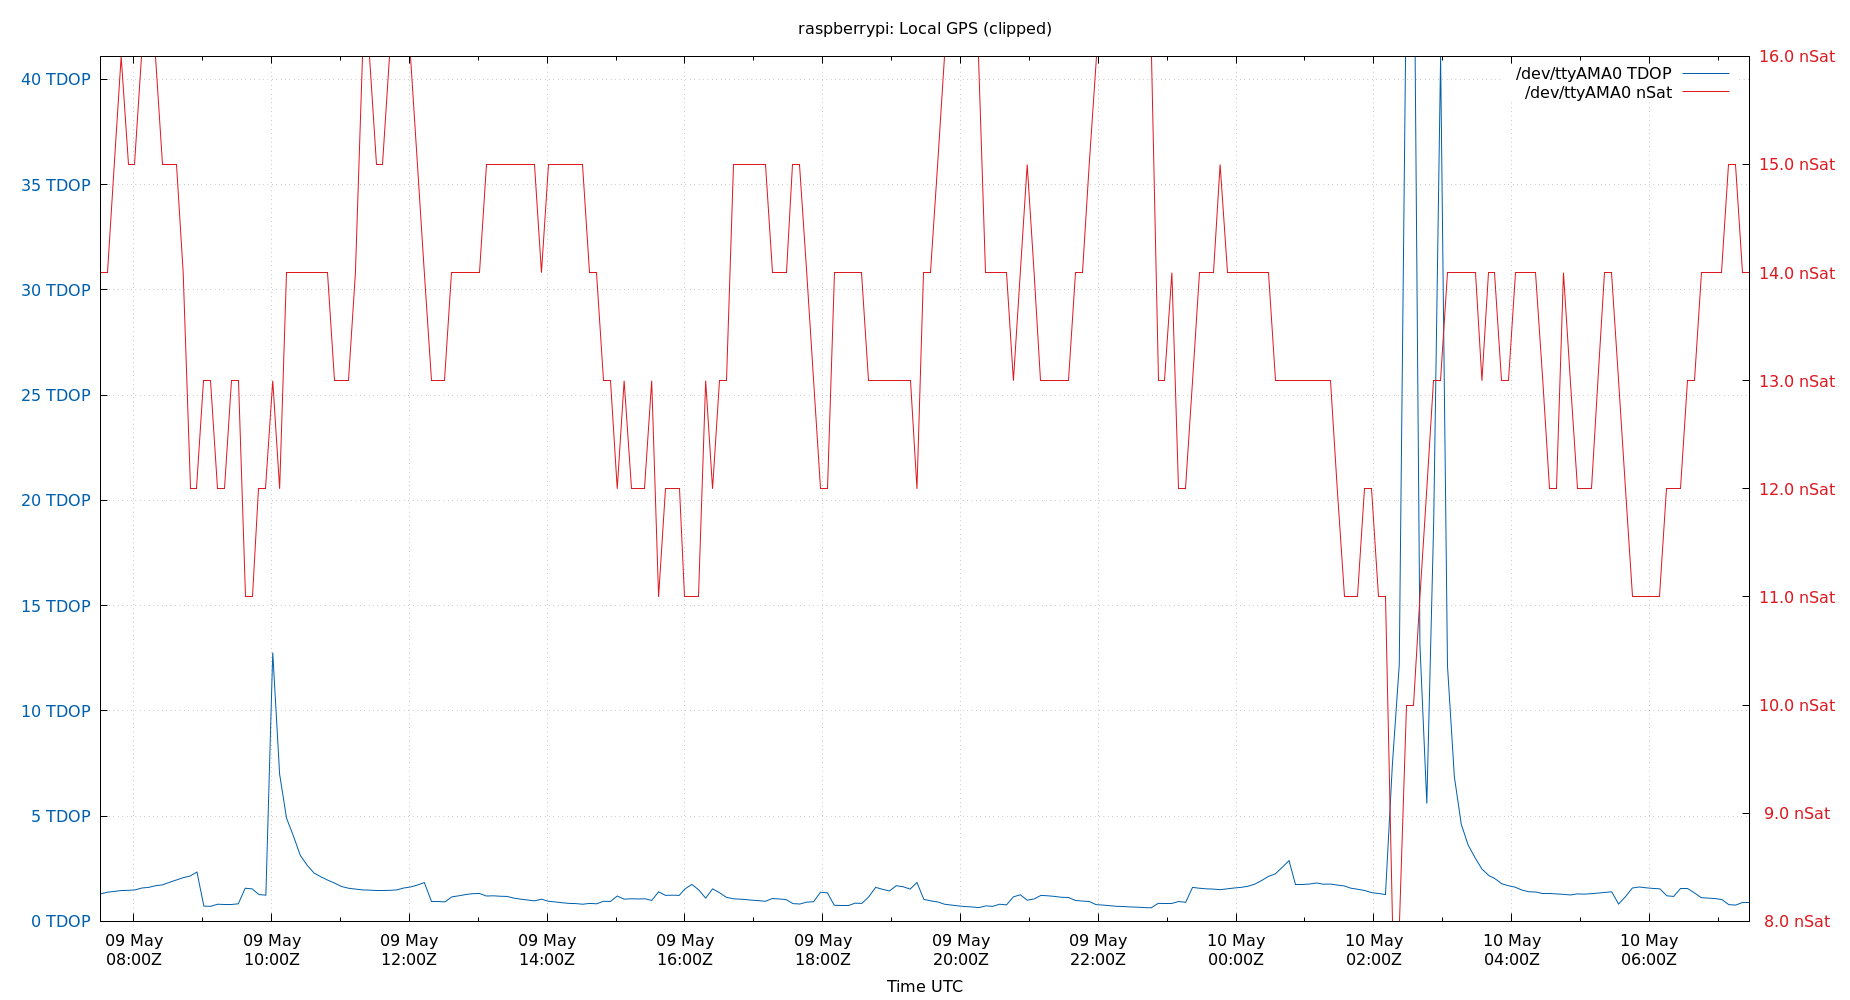 raspberrypi: Local GPS (clipped)
/dev/ttyAMA0 TDOP
/dev/ttyAMA0 nSat
40 TDOP
35 TDOP
30 TDOP
25 TDOP
20 TDOP
15 TDOP
10 TDOP
5 TDOP
0 TDOP
16.0 nSat
15.0 nSat
14.0 nSat
13.0 nSat
12.0 nSat
11.0 nSat
10.0 nSat
9.0 nSat
8.0 nSat
09 May
08:00Z
09 May
10:00Z
09 May
12:00Z
09 May
14:00Z
09 May
16:00Z
09 May
18:00Z
09 May
20:00Z
09 May
22:00Z
10 May
00:00Z
10 May
02:00Z
10 May
04:00Z
10 May
06:00Z
Time UTC